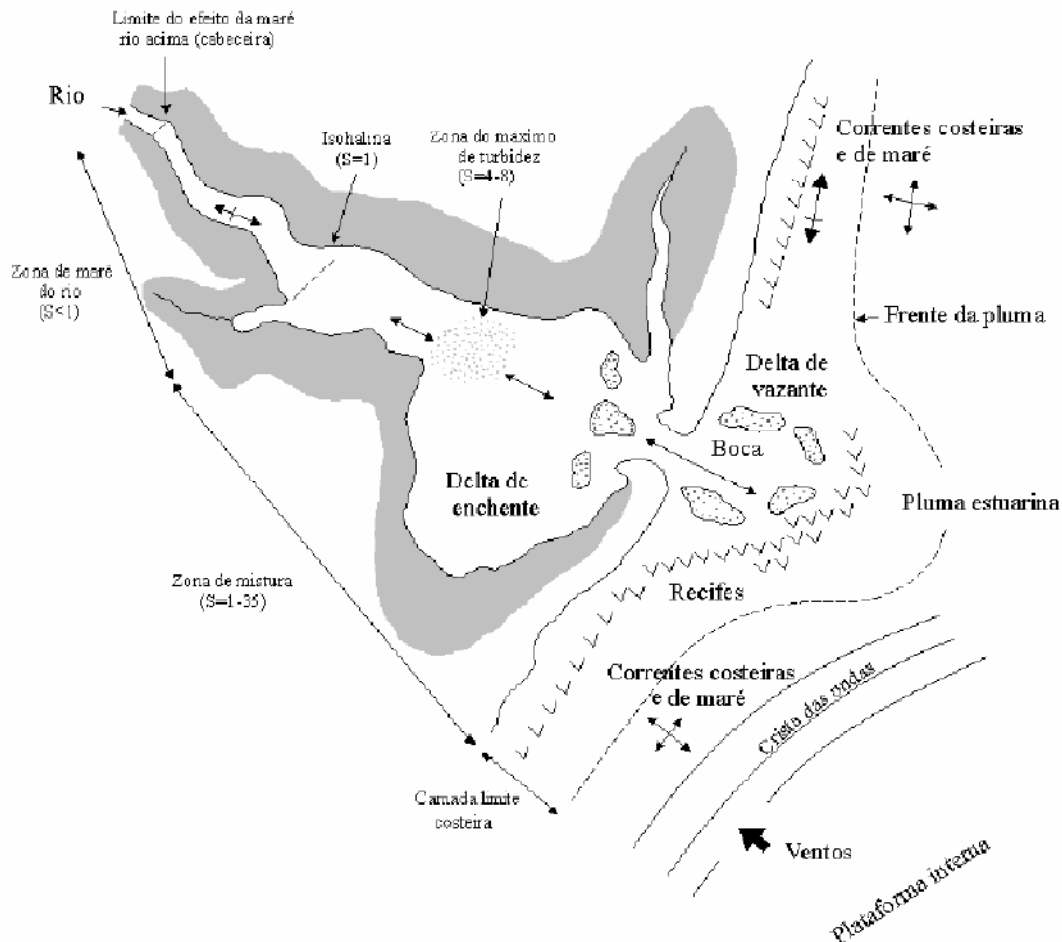 Limite do efeito da maré
rio acima (cabeceira)
Rio
Isohalina
(S=1)
Zona do máximo
de turbidez
(S=4-8)
Correntes costeiras
e de maré
Zona de maré
do rio
(S<1)
Frente da pluma
Delta de
vazante
Boca
Delta de
enchente
Pluma estuarina
Zona de mistura
(S=1-35)
Recifes
Correntes costeiras
e de maré
Crista das ondas
Camada limite
costeira
Ventos
Plataforma interna